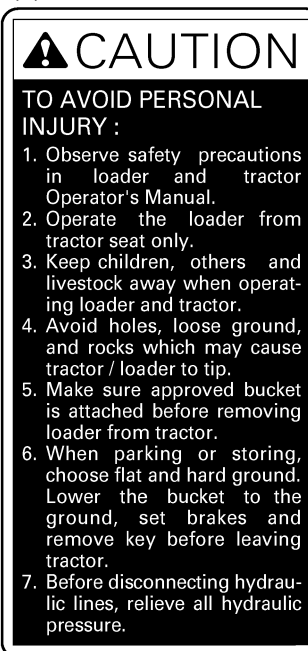 CAUTION
TO AVOID PERSONAL
INJURY :
1. Observe safety precautions
in loader and tractor
Operator's Manual.
2. Operate the loader from
tractor seat only.
3. Keep children, others and
livestock away when operat-
ing loader and tractor.
4. Avoid holes, loose ground,
and rocks which may cause
tractor / loader to tip.
5. Make sure approved bucket
is attached before removing
loader from tractor.
6. When parking or storing,
choose flat and hard ground.
Lower the bucket to the
ground, set brakes and
remove key before leaving
tractor.
7. Before disconnecting hydrau-
lic lines, relieve all hydraulic
pressure.